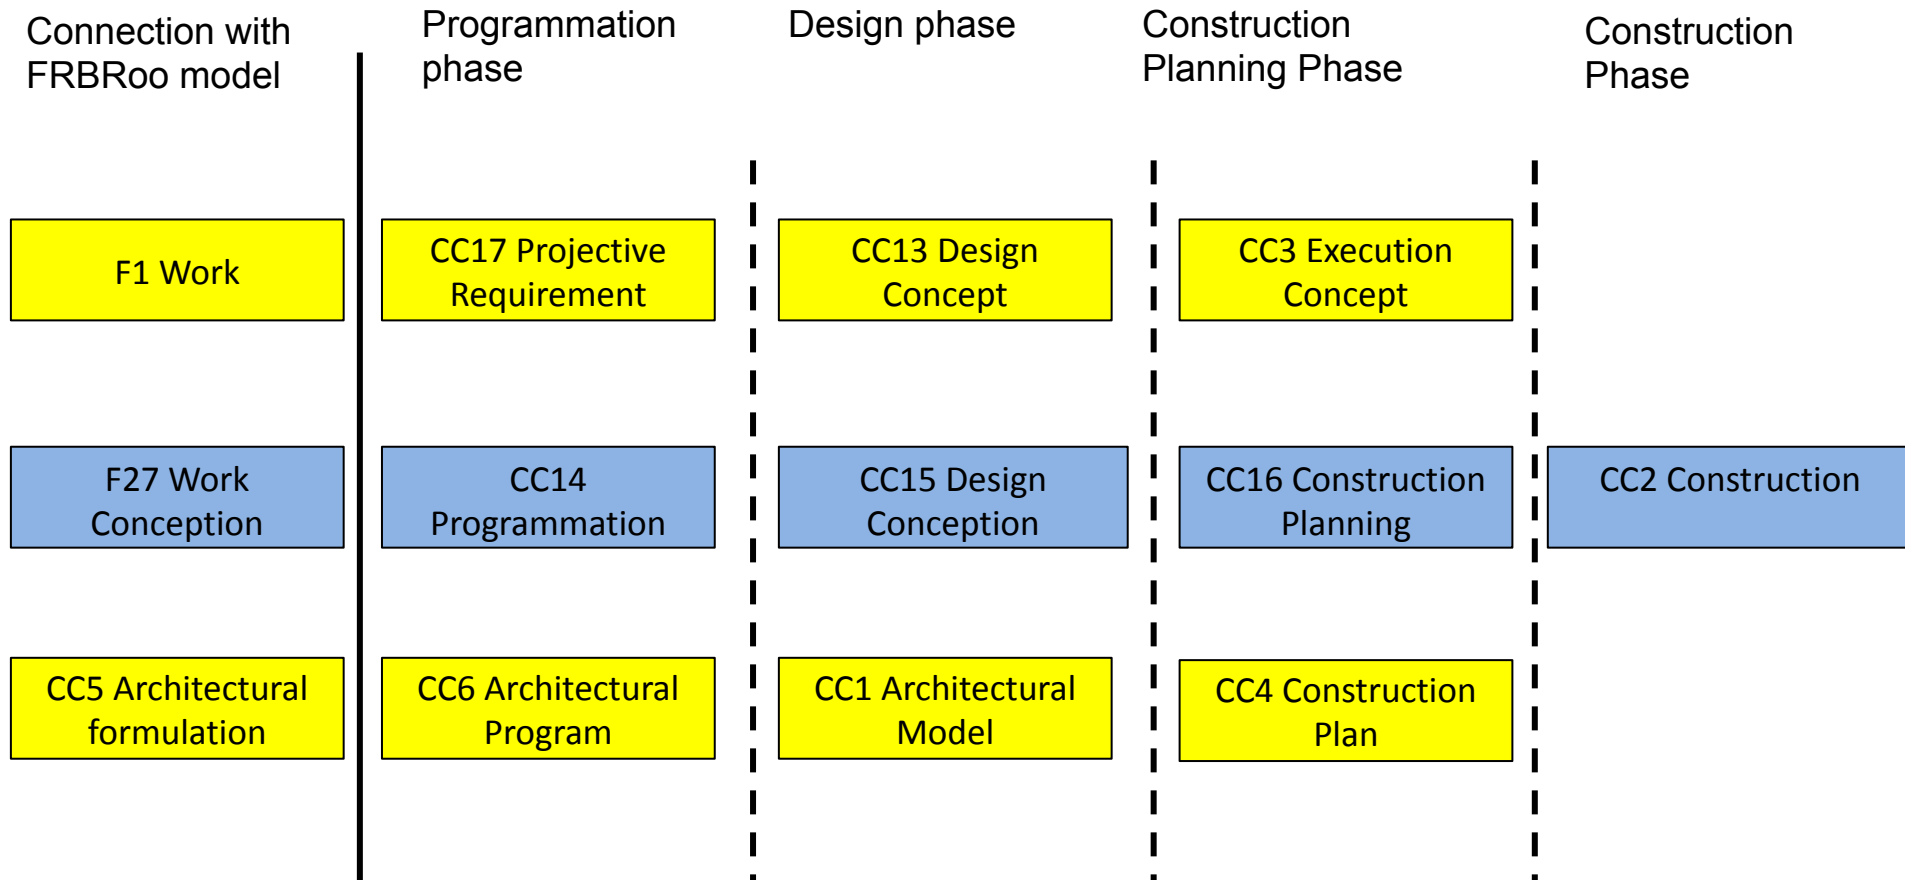 Connection with
FRBRoo model
Programmation
phase
Design phase
Construction
Planning Phase
Construction
Phase
F1 Work
CC17 Projective
Requirement
CC13 Design
Concept
CC3 Execution
Concept
F27 Work
Conception
CC14
Programmation
CC15 Design
Conception
CC16 Construction
Planning
CC2 Construction
CC5 Architectural
formulation
CC6 Architectural
Program
CC1 Architectural
Model
CC4 Construction
Plan